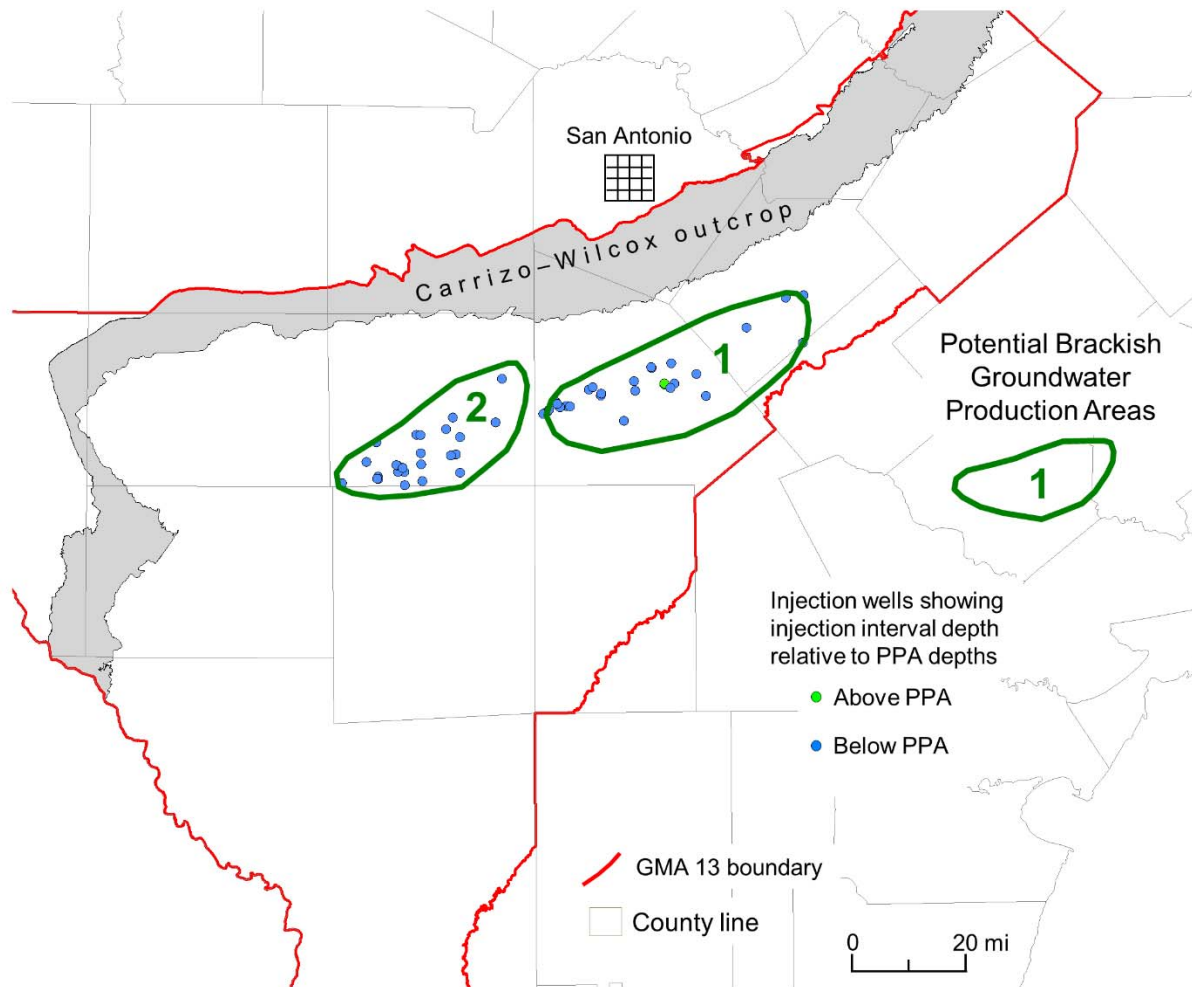 San Antonio
Carrizo–Wilcox outcrop
1
2
Potential Brackish
Groundwater
Production Areas
1
Injection wells showing
injection interval depth
relative to PPA depths
Above PPA
Below PPA
GMA 13 boundary
County line
0 20 mi